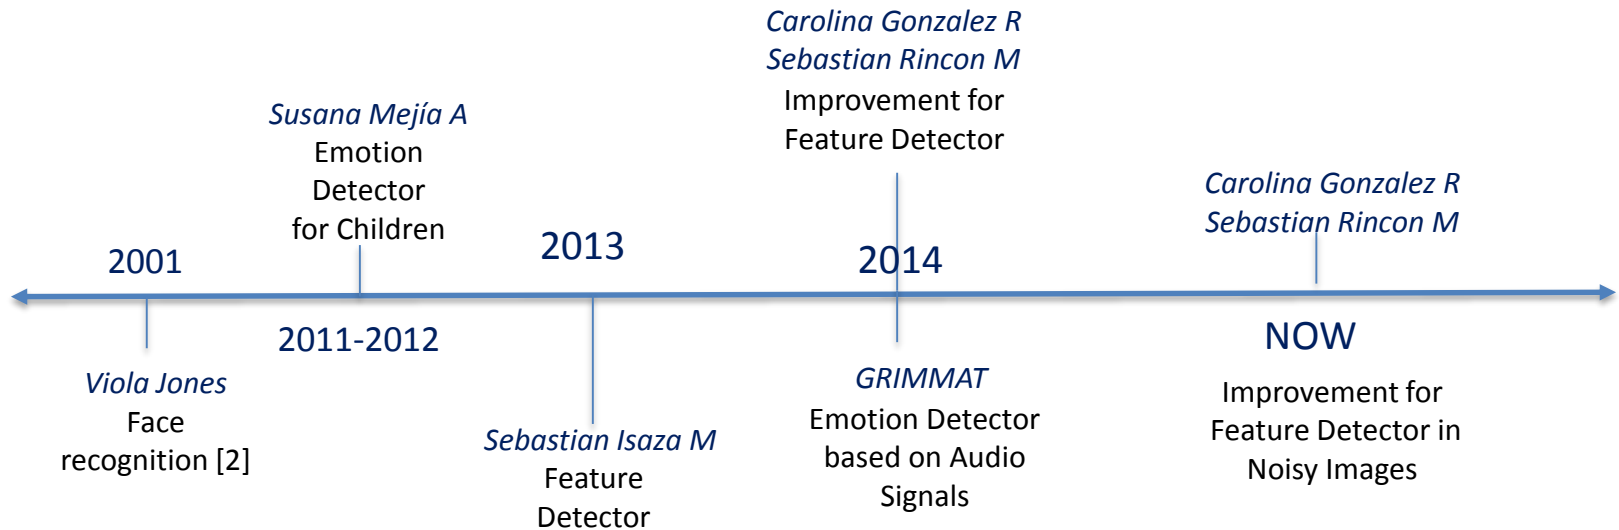 2001
Viola Jones
Face
recognition [2]
Susana Mejía A
Emotion
Detector
for Children
2011-2012
2013
Sebastian Isaza M
Feature
Detector
Carolina Gonzalez R
Sebastian Rincon M
Improvement for
Feature Detector
2014
GRIMMAT
Emotion Detector
based on Audio
Signals
Carolina Gonzalez R
Sebastian Rincon M
NOW
Improvement for
Feature Detector in
Noisy Images